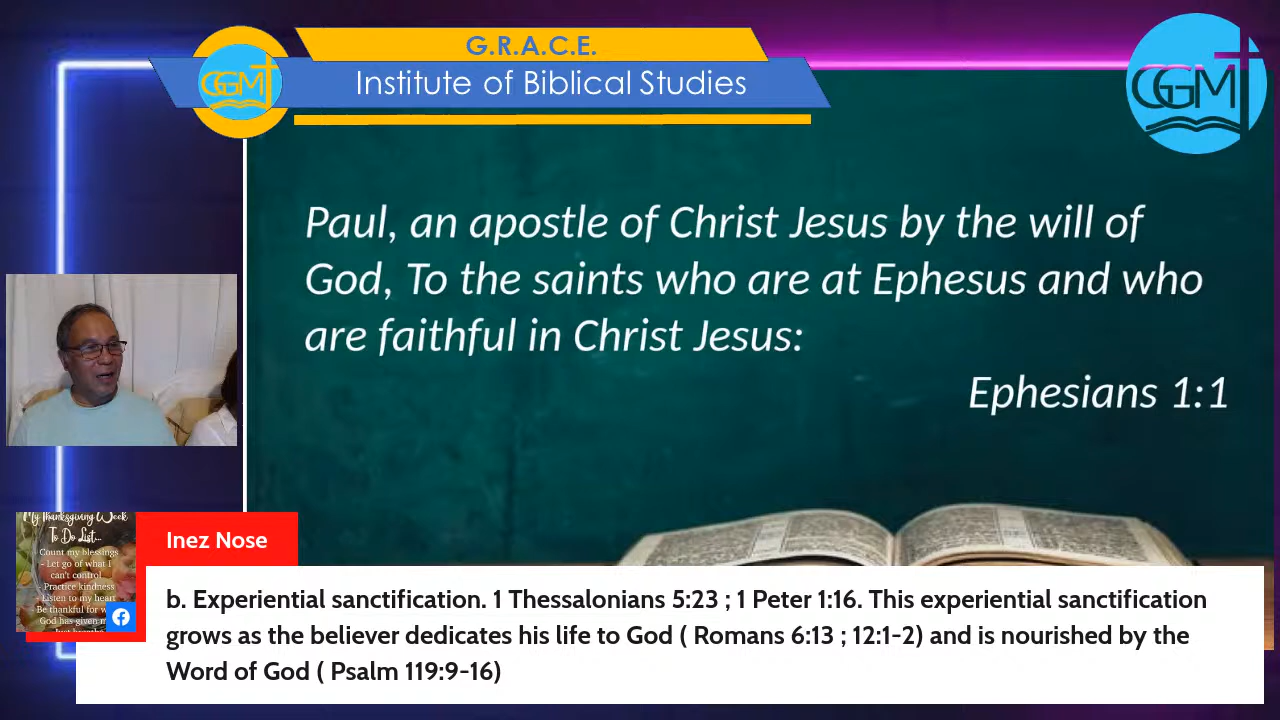 G.R.A.C.E.
Institute of Biblical Studies
CGMT
CGMT
Paul, an apostle of Christ Jesus by the will of
God, To the saints who are at Ephesus and who
are faithful in Christ Jesus:
Ephesians 1:1
My Thanksgiving Week
To Do List...
Count my blessings
- Let go of what I
can't control
- Practice kindness
Listen to my heart
Be thankful for
God has given
Just breathe
Inez Nose
b. Experiential sanctification. 1 Thessalonians 5:23 ; 1 Peter 1:16. This experiential sanctification
grows as the believer dedicates his life to God ( Romans 6:13 ; 12:1-2) and is nourished by the
Word of God ( Psalm 119:9-16)